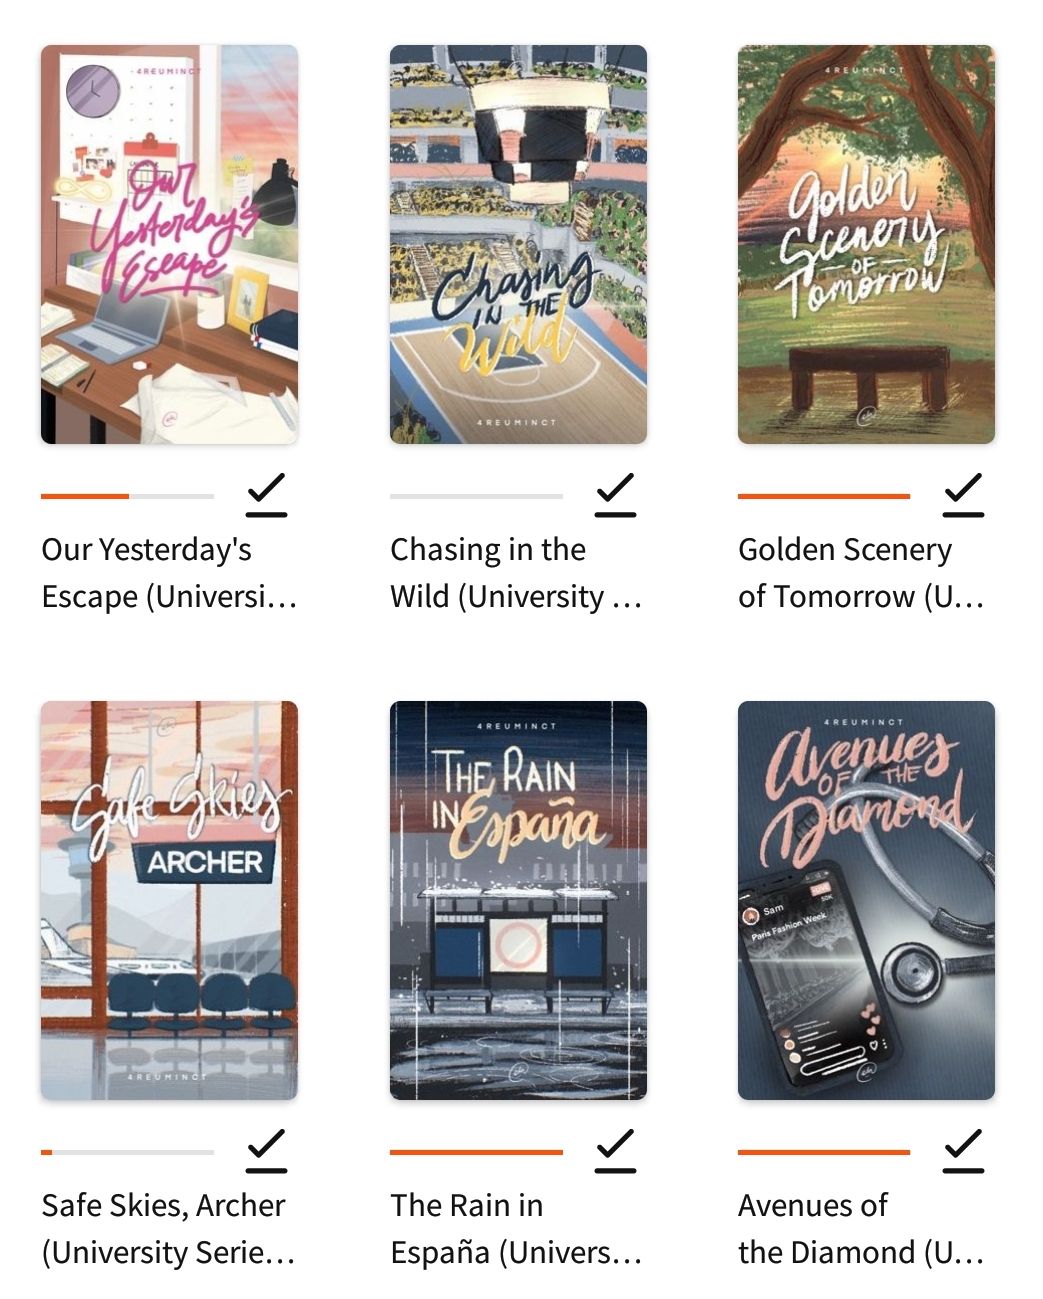 4REUMINCT
Our
Yesterday's
Escape
4REUMINCT
Chasing
IN THE
Wild
4REUMINCT
Golden
Scenery
OF
Tomorrow
Our Yesterday's
Escape (Universi...
Chasing in the
Wild (University ...
Golden Scenery
of Tomorrow (U...
Safe Skies
ARCHER
4REUMINCT
4REUMINCT
THE RAIN
IN España
4REUMINCT
Avenues
OF THE
Diamond
Sam
LIVE
50K
Paris Fashion Week
Safe Skies, Archer
(University Serie...
The Rain in
España (Univers...
Avenues of
the Diamond (U...